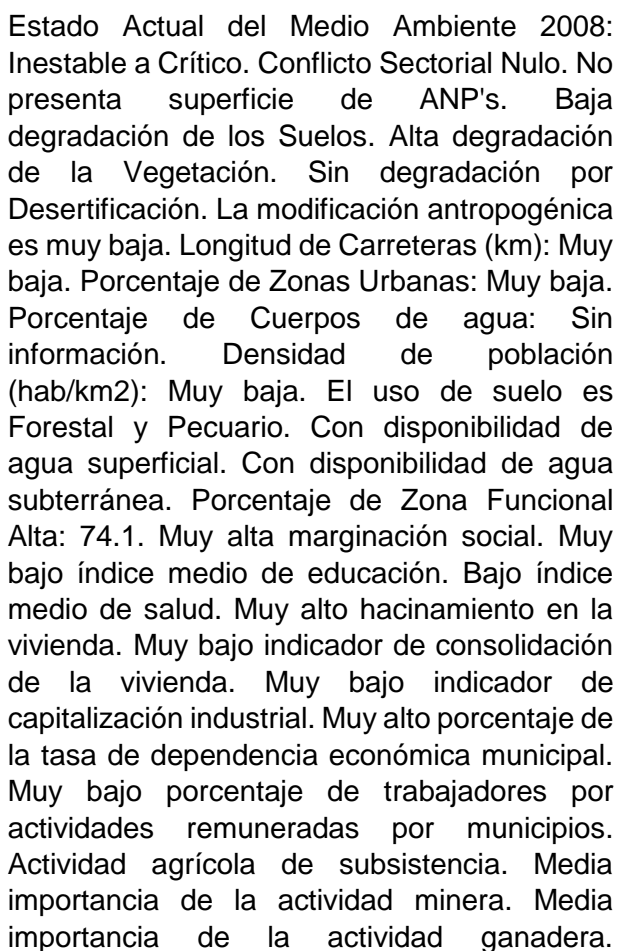 Estado Actual del Medio Ambiente 2008:
Inestable a Crítico. Conflicto Sectorial Nulo. No
presenta superficie de ANP's. Baja
degradación de los Suelos. Alta degradación
de la Vegetación. Sin degradación por
Desertificación. La modificación antropogénica
es muy baja. Longitud de Carreteras (km): Muy
baja. Porcentaje de Zonas Urbanas: Muy baja.
Porcentaje de Cuerpos de agua: Sin
información. Densidad de población
(hab/km2): Muy baja. El uso de suelo es
Forestal y Pecuario. Con disponibilidad de
agua superficial. Con disponibilidad de agua
subterránea. Porcentaje de Zona Funcional
Alta: 74.1. Muy alta marginación social. Muy
bajo índice medio de educación. Bajo índice
medio de salud. Muy alto hacinamiento en la
vivienda. Muy bajo indicador de consolidación
de la vivienda. Muy bajo indicador de
capitalización industrial. Muy alto porcentaje de
la tasa de dependencia económica municipal.
Muy bajo porcentaje de trabajadores por
actividades remuneradas por municipios.
Actividad agrícola de subsistencia. Media
importancia de la actividad minera. Media
importancia de la actividad ganadera.